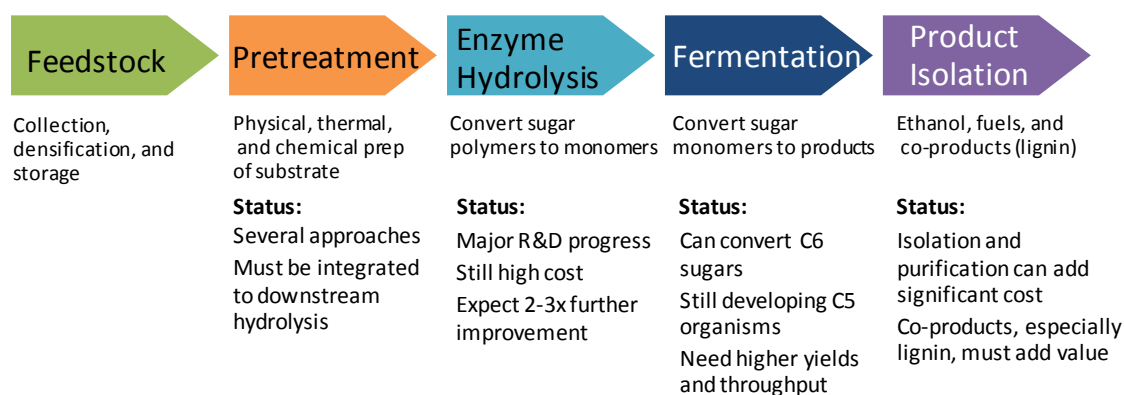 Feedstock
Pretreatment
Enzyme
Hydrolysis
Fermentation
Product
Isolation
Collection,
densification, and
storage
Physical, thermal,
and chemical prep
of substrate
Status:
Several approaches
Must be integrated
to downstream
hydrolysis
Convert sugar
polymers to monomers
Status:
Major R&D progress
Still high cost
Expect 2-3x further
improvement
Convert sugar
monomers to products
Status:
Can convert C6
sugars
Still developing C5
organisms
Need higher yields
and throughput
Ethanol, fuels, and
co-products (lignin)
Status:
Isolation and
purification can add
significant cost
Co-products, especially
lignin, must add value